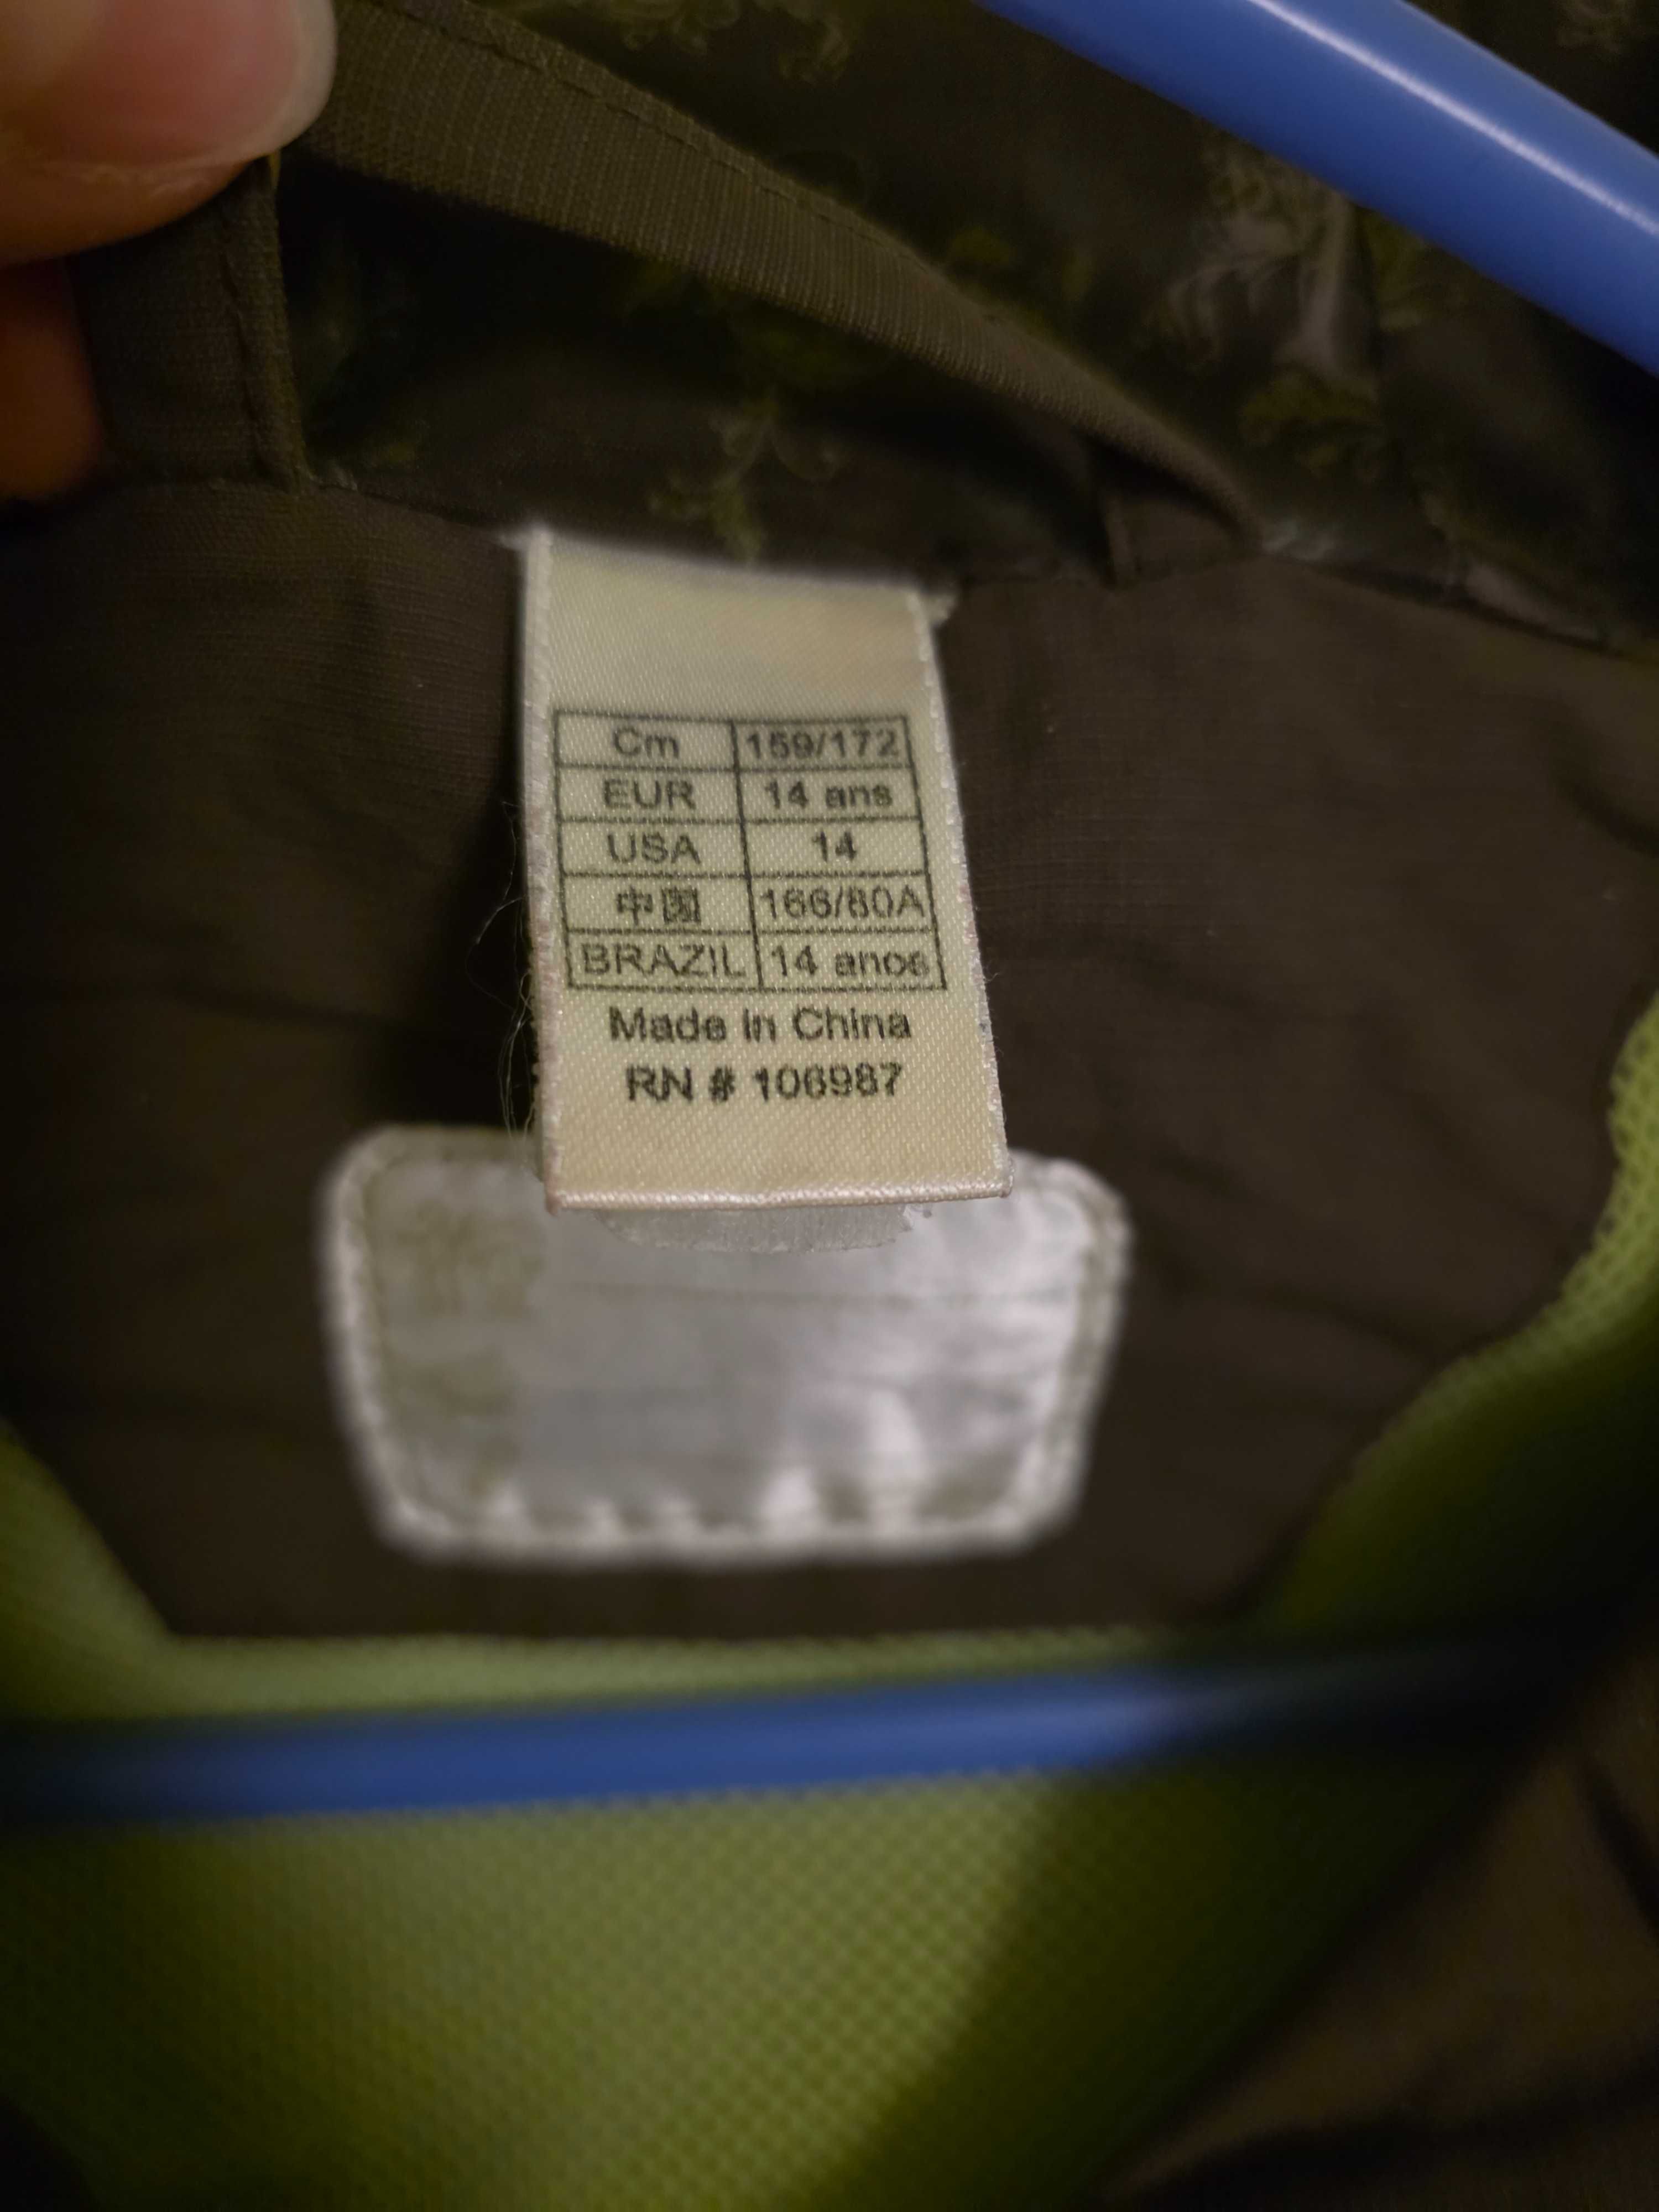 Cm 159/172
EUR 14 ans
USA 14
中国 166/80A
BRAZIL 14 anos
Made in China
RN # 106987